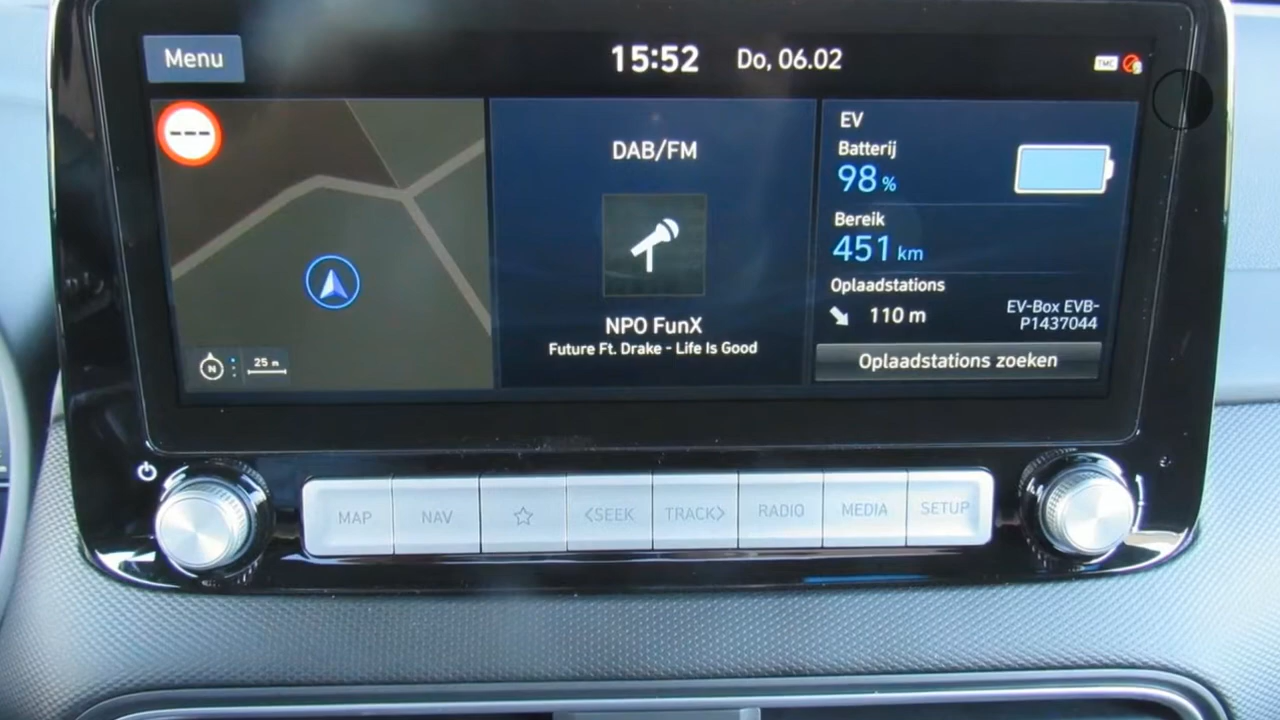 Menu
15:52 Do, 06.02
TMC
---
N
25 m
DAB/FM
NPO FunX
Future Ft. Drake - Life Is Good
EV
Batterij
98 %
Bereik
451 km
Oplaadstations
110 m
EV-Box EVB-
P1437044
Oplaadstations zoeken
MAP
NAV
<SEEK
TRACK>
RADIO
MEDIA
SETUP